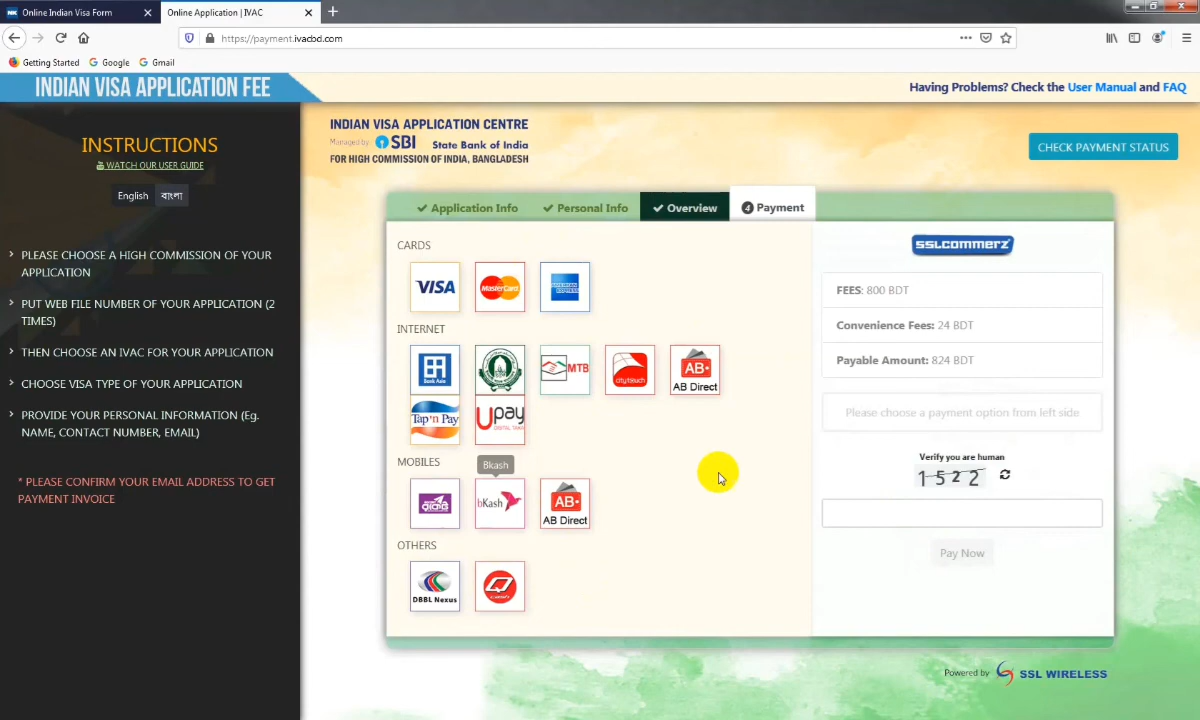 Online Indian Visa Form
Online Application | IVAC
https://payment.ivacbd.com
Getting Started
Google
Gmail
INDIAN VISA APPLICATION FEE
Having Problems? Check the User Manual and FAQ
INSTRUCTIONS
WATCH OUR USER GUIDE
English
বাংলা
PLEASE CHOOSE A HIGH COMMISSION OF YOUR
APPLICATION
PUT WEB FILE NUMBER OF YOUR APPLICATION (2
TIMES)
THEN CHOOSE AN IVAC FOR YOUR APPLICATION
CHOOSE VISA TYPE OF YOUR APPLICATION
PROVIDE YOUR PERSONAL INFORMATION (Eg.
NAME, CONTACT NUMBER, EMAIL)
* PLEASE CONFIRM YOUR EMAIL ADDRESS TO GET
PAYMENT INVOICE
INDIAN VISA APPLICATION CENTRE
Managed by SBI State Bank of India
FOR HIGH COMMISSION OF INDIA, BANGLADESH
CHECK PAYMENT STATUS
Application Info
Personal Info
Overview
4 Payment
CARDS
VISA
MasterCard
AMERICAN EXPRESS
INTERNET
Bank Asia
MTB
citytouch
AB
AB Direct
Tap'n Pay
Upay
MOBILES
Bkash
bKash
AB
AB Direct
OTHERS
DBBL Nexus
SSLCOMMERZ
FEES: 800 BDT
Convenience Fees: 24 BDT
Payable Amount: 824 BDT
Please choose a payment option from left side
Verify you are human
1522
Pay Now
Powered by SSL WIRELESS